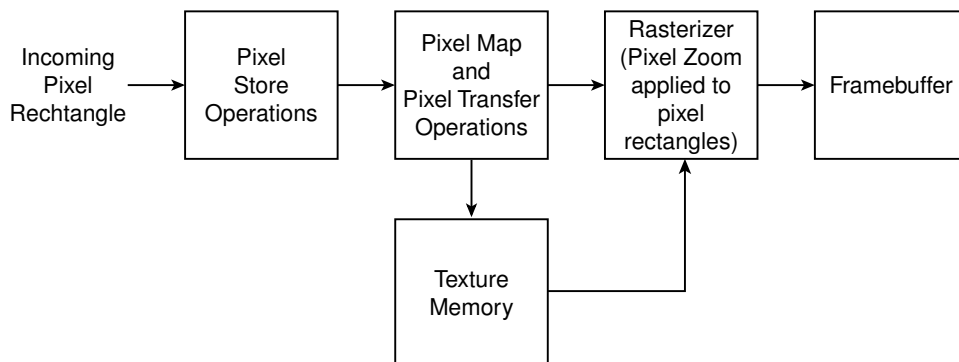 Incoming
Pixel
Rechtangle
Pixel
Store
Operations
Pixel Map
and
Pixel Transfer
Operations
Rasterizer
(Pixel Zoom
applied to
pixel
rectangles)
Framebuffer
Texture
Memory